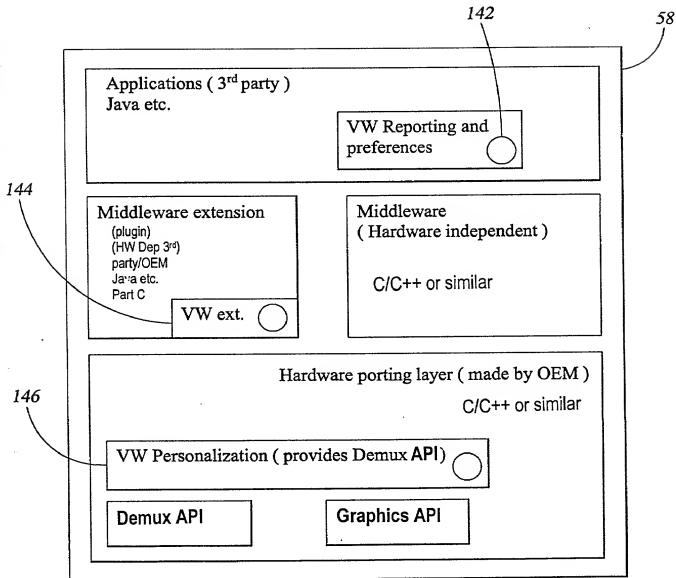 142
58
Applications ( 3rd party )
Java etc.
VW Reporting and
preferences
144
Middleware extension
(plugin)
(HW Dep 3rd)
party/OEM
Java etc.
Part C
VW ext.
Middleware
( Hardware independent )
C/C++ or similar
Hardware porting layer ( made by OEM )
C/C++ or similar
146
VW Personalization ( provides Demux API)
Demux API
Graphics API